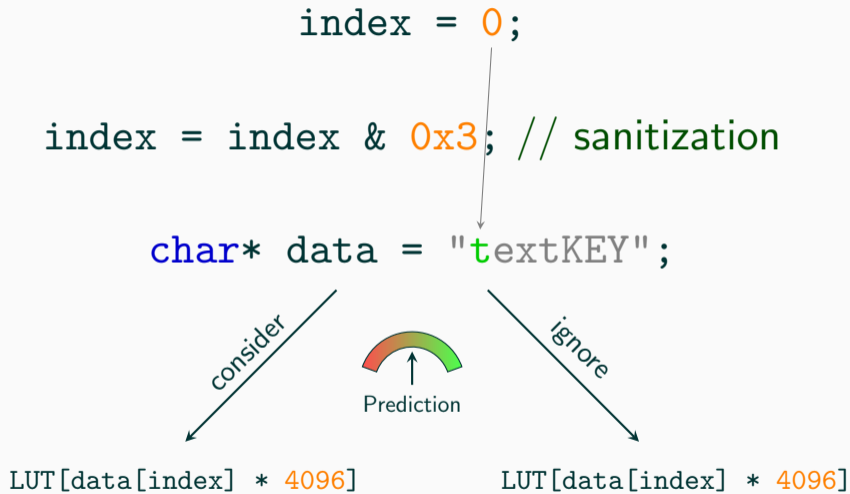 index = 0;
index = index & 0x3; // sanitization
char* data = "textKEY";
consider
ignore
Prediction
LUT[data[index] * 4096]
LUT[data[index] * 4096]